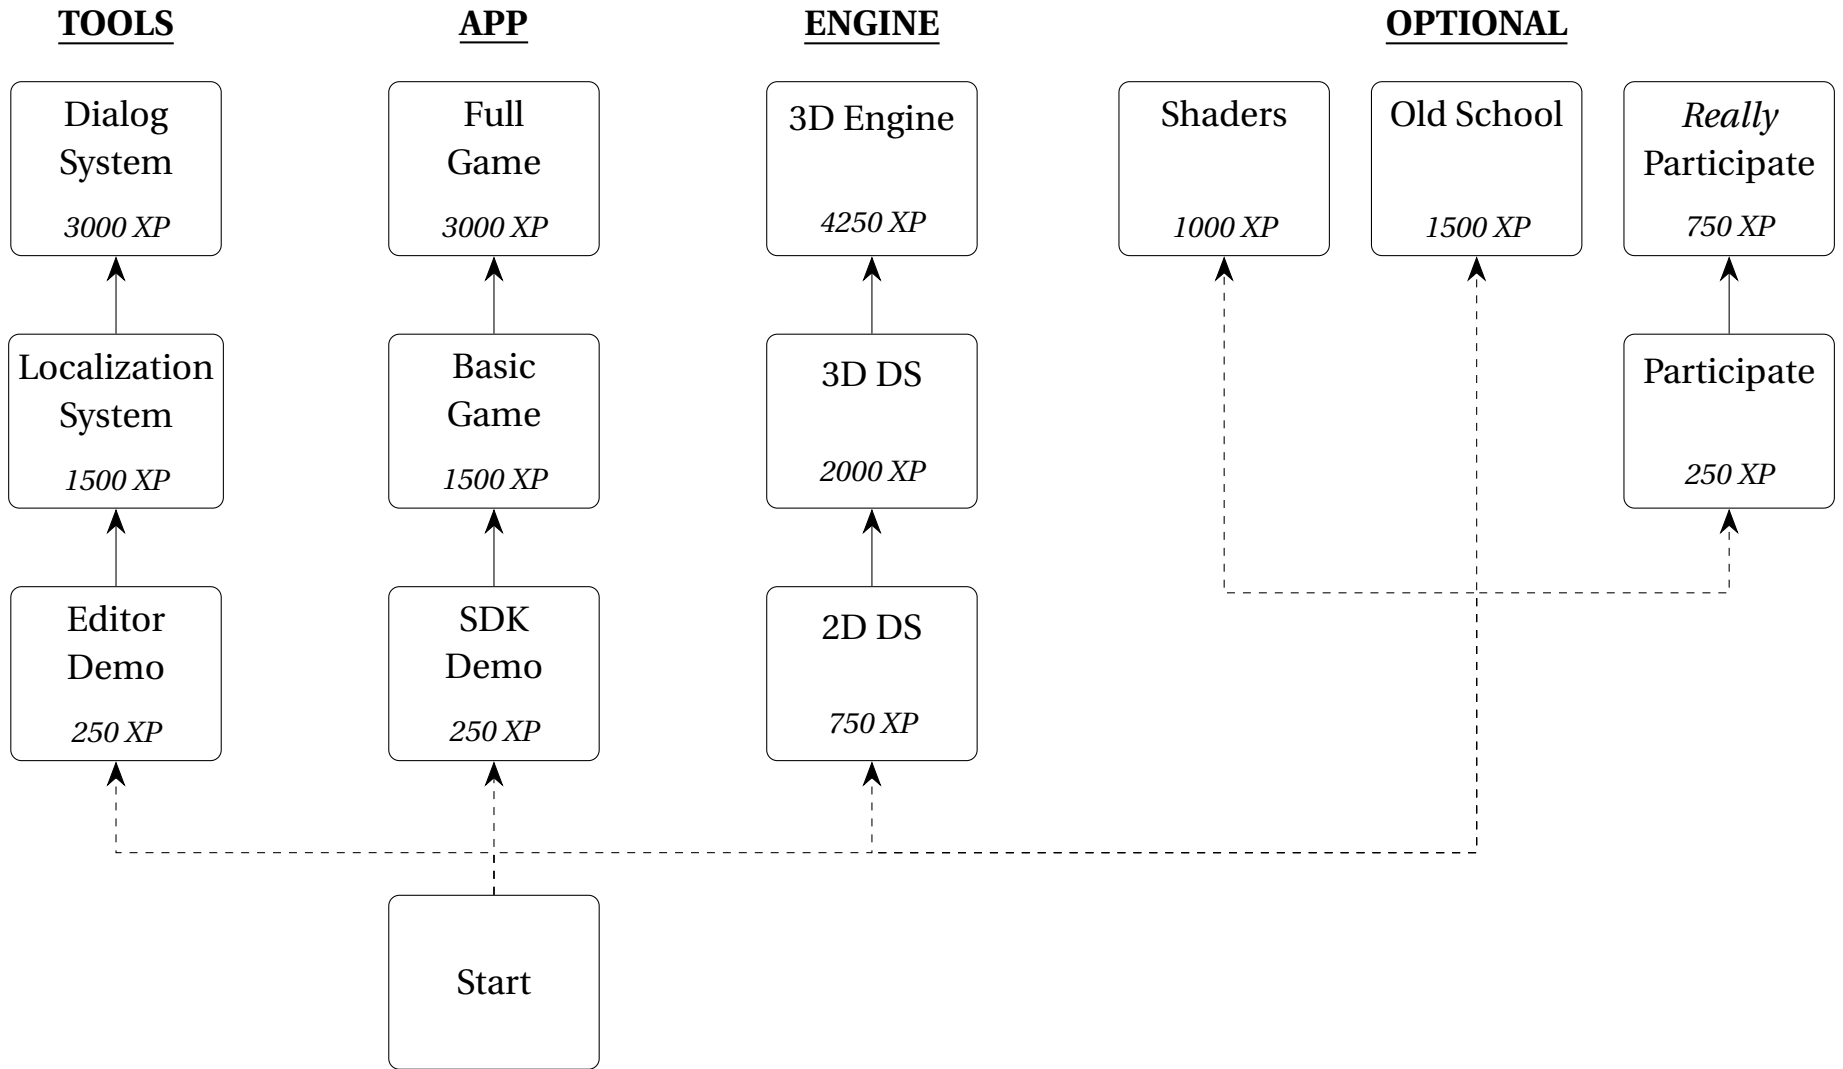 TOOLS
APP
ENGINE
OPTIONAL
Dialog
System
3000 XP
Full
Game
3000 XP
3D Engine
4250 XP
Shaders
1000 XP
Old School
1500 XP
Really
Participate
750 XP
Localization
System
1500 XP
Basic
Game
1500 XP
3D DS
2000 XP
Participate
250 XP
Editor
Demo
250 XP
SDK
Demo
250 XP
2D DS
750 XP
Start